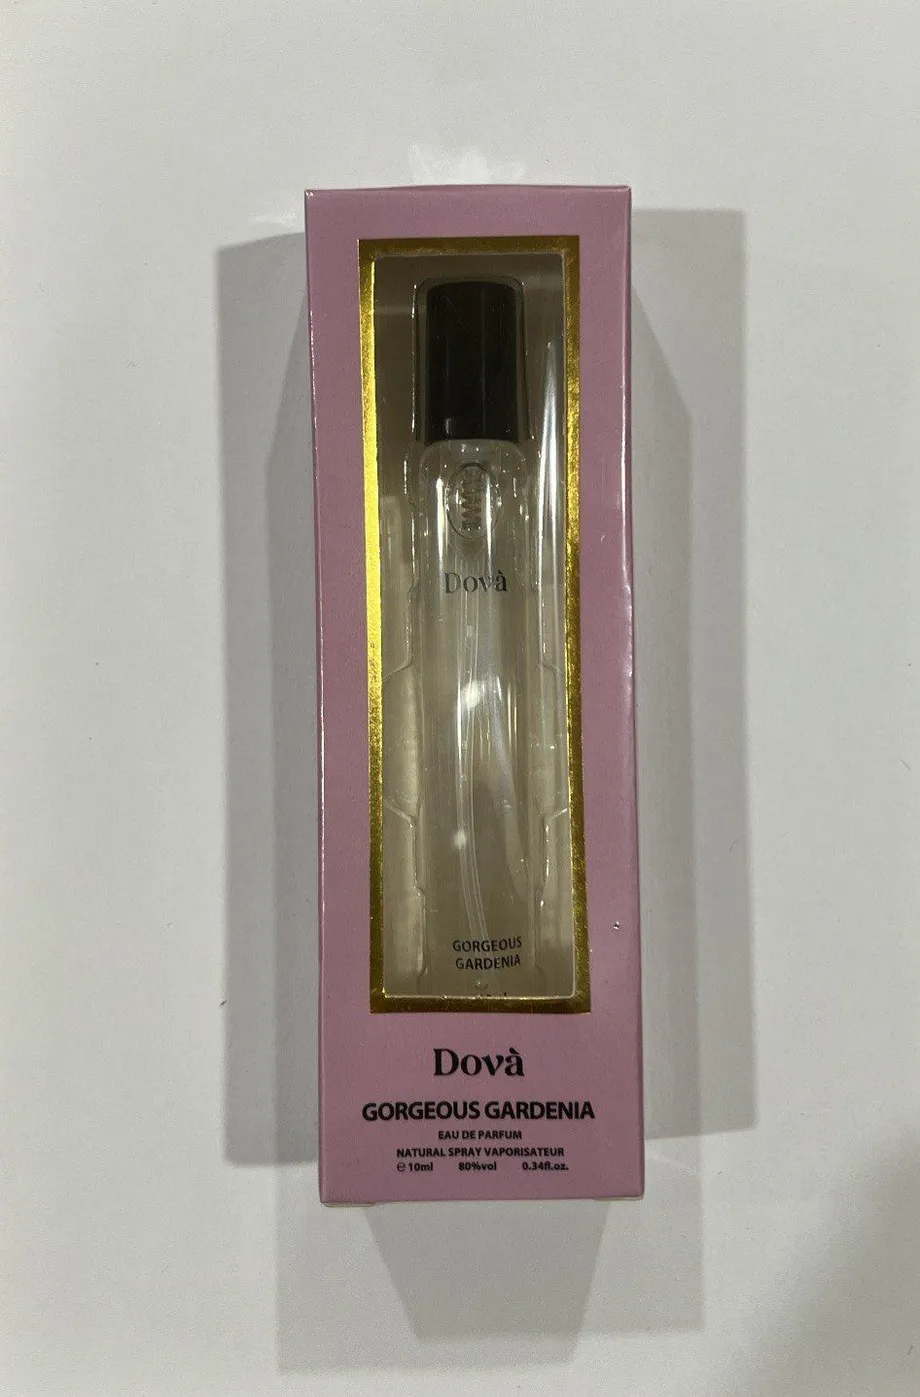 Dovà
GORGEOUS
GARDENIA
Dovà
GORGEOUS GARDENIA
EAU DE PARFUM
NATURAL SPRAY VAPORISATEUR
℮ 10ml 80%vol 0.34fl.oz.